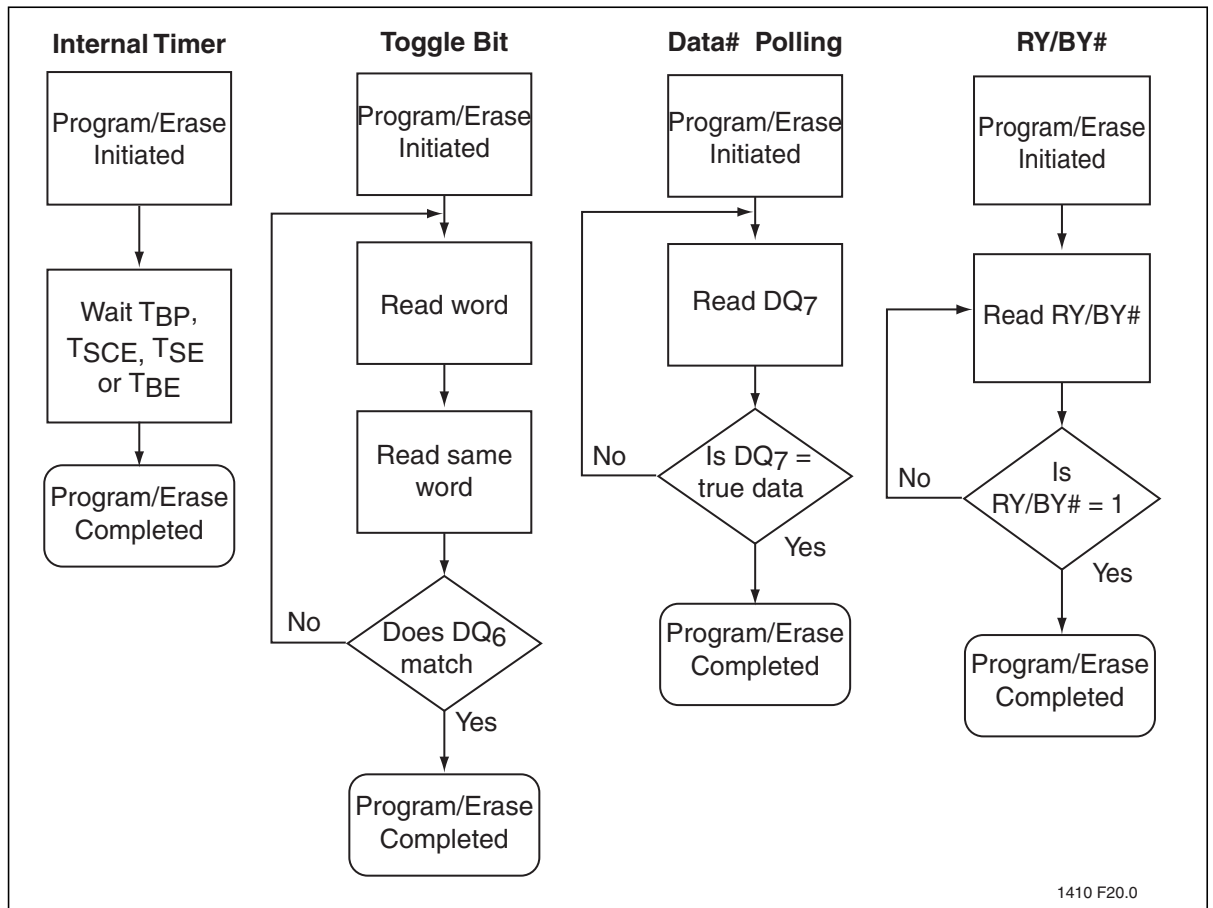 Internal Timer
Program/Erase
Initiated
Wait TBP,
TSCE, TSE
or TBE
Program/Erase
Completed
Toggle Bit
Program/Erase
Initiated
Read word
Read same
word
Does DQ6
match
No
Yes
Program/Erase
Completed
Data# Polling
Program/Erase
Initiated
Read DQ7
Is DQ7 =
true data
No
Yes
Program/Erase
Completed
RY/BY#
Program/Erase
Initiated
Read RY/BY#
Is
RY/BY# = 1
No
Yes
Program/Erase
Completed
1410 F20.0